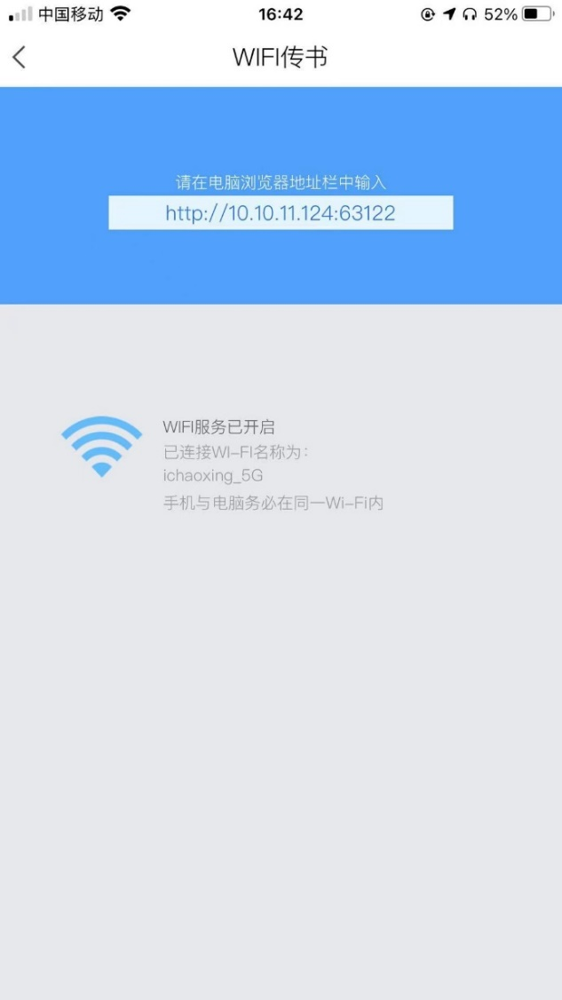 中国移动 16:42 52%
WIFI传书
请在电脑浏览器地址栏中输入
http://10.10.11.124:63122
WIFI服务已开启
已连接WI-FI名称为：
ichaoxing_5G
手机与电脑务必在同一Wi-Fi内